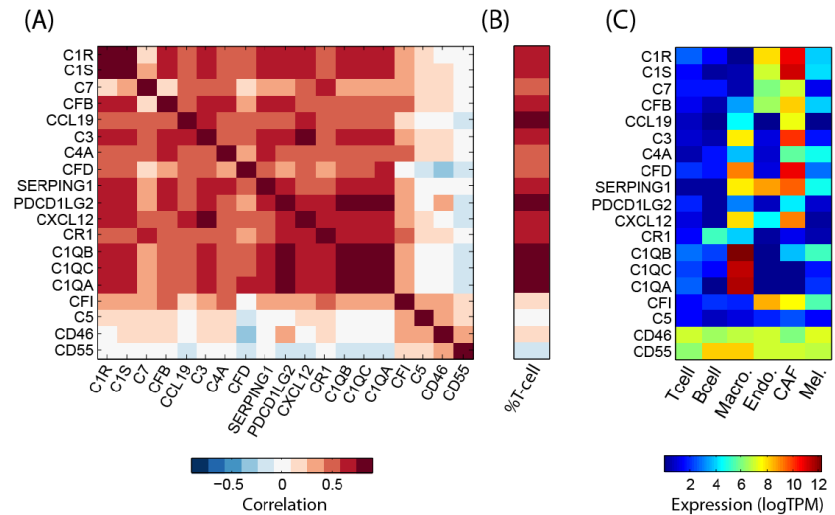 (A)
(B)
(C)
C1R
C1S
C7
CFB
CCL19
C3
C4A
CFD
SERPING1
PDCD1LG2
CXCL12
CR1
C1QB
C1QC
C1QA
CFI
C5
CD46
CD55
C1R
C1S
C7
CFB
CCL19
C3
C4A
CFD
SERPING1
PDCD1LG2
CXCL12
CR1
C1QB
C1QC
C1QA
CFI
C5
CD46
CD55
−0.5 0 0.5
Correlation
%T-cell
C1R
C1S
C7
CFB
CCL19
C3
C4A
CFD
SERPING1
PDCD1LG2
CXCL12
CR1
C1QB
C1QC
C1QA
CFI
C5
CD46
CD55
Tcell
Bcell
Macro.
Endo.
CAF
Mel.
2 4 6 8 10 12
Expression (logTPM)